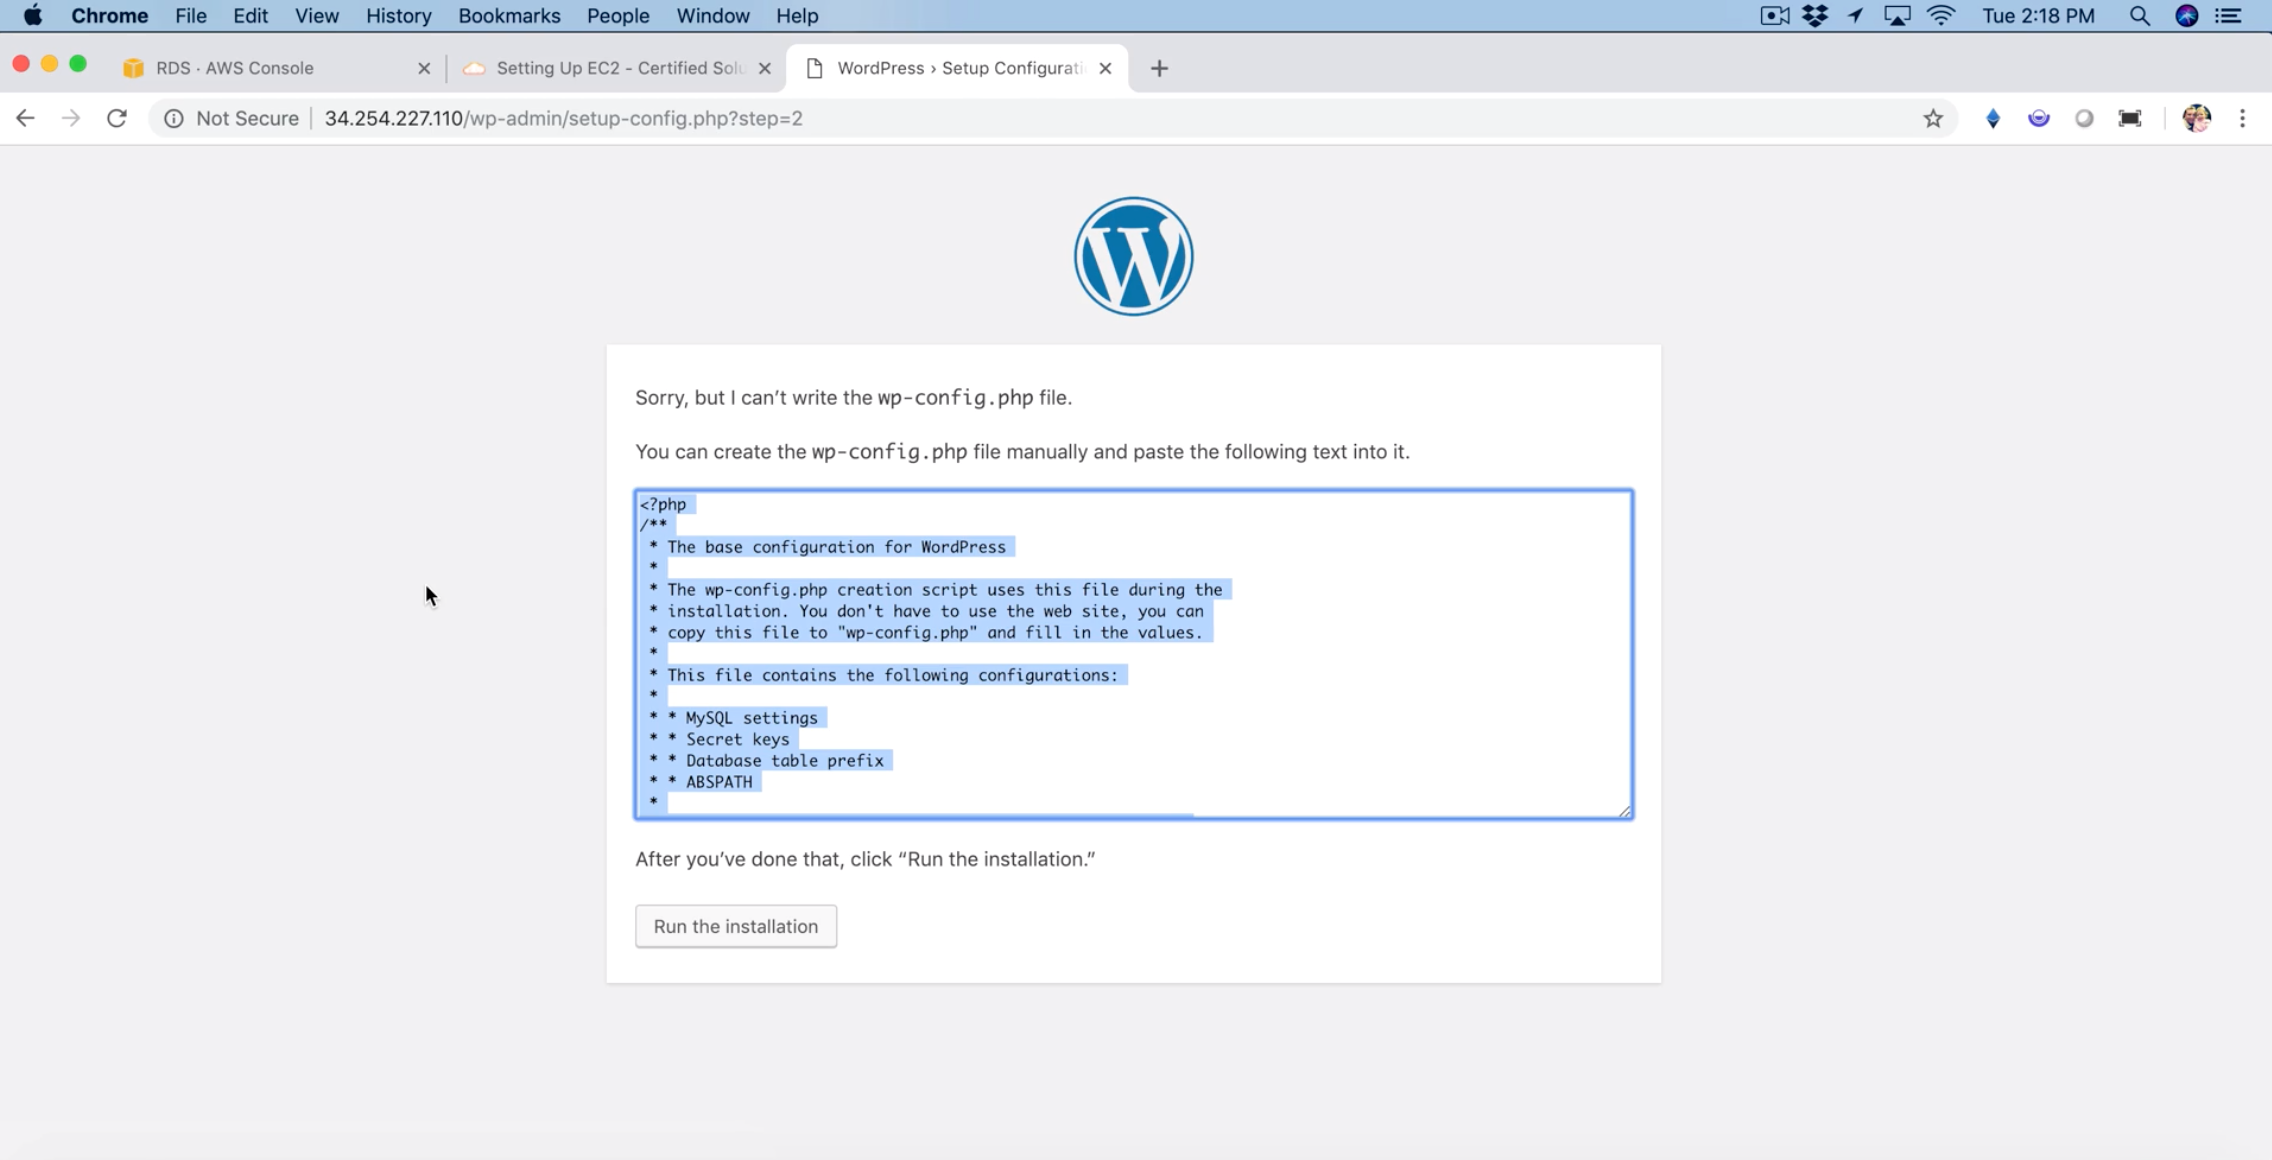 Chrome File Edit View History Bookmarks People Window Help Tue 2:18 PM
RDS · AWS Console Setting Up EC2 - Certified Solu WordPress › Setup Configurati
Not Secure 34.254.227.110/wp-admin/setup-config.php?step=2
Sorry, but I can’t write the wp-config.php file.
You can create the wp-config.php file manually and paste the following text into it.
<?php
/**
* The base configuration for WordPress
*
* The wp-config.php creation script uses this file during the
* installation. You don't have to use the web site, you can
* copy this file to "wp-config.php" and fill in the values.
*
* This file contains the following configurations:
*
* * MySQL settings
* * Secret keys
* * Database table prefix
* * ABSPATH
*
After you’ve done that, click “Run the installation.”
Run the installation